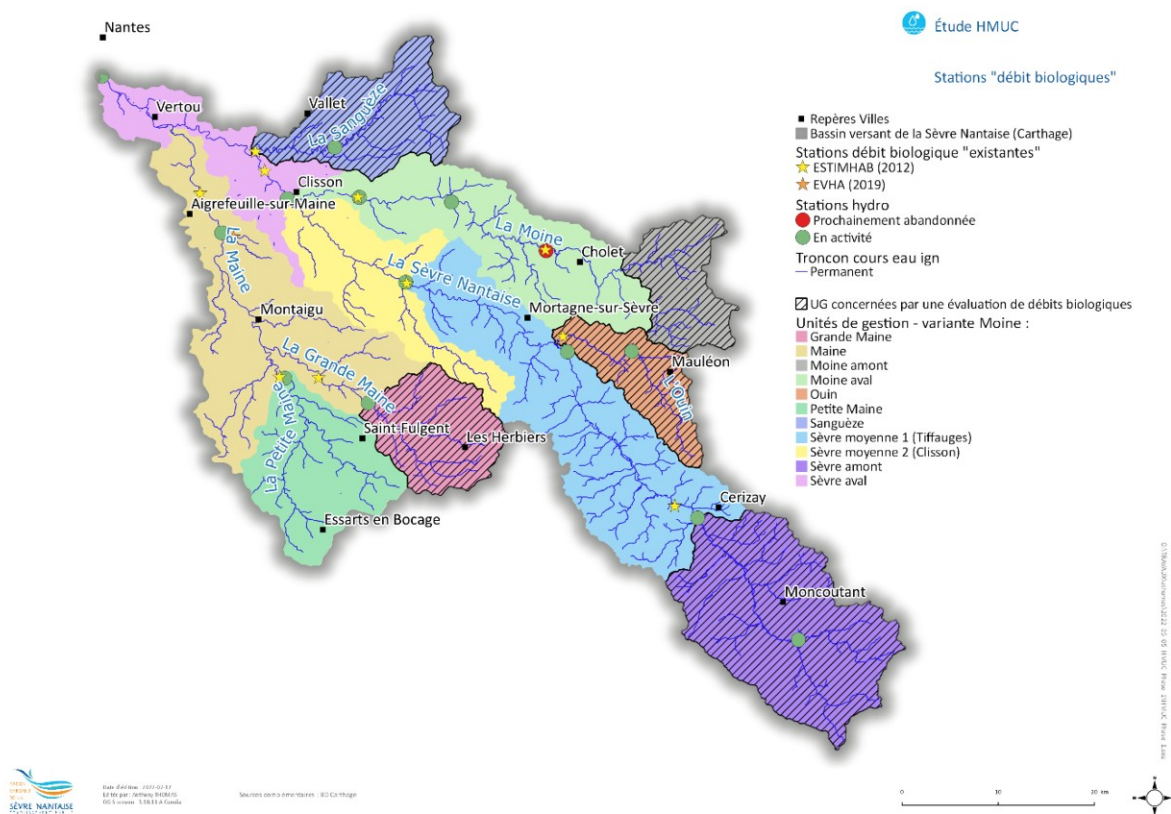 Nantes
Vertou
Vallet
La Sanguèze
Clisson
Aigrefeuille-sur-Maine
La Maine
La Moine
Cholet
La Sèvre Nantaise
Mortagne-sur-Sèvre
Montaigu
La Grande Maine
Mauléon
L'Ouin
La Petite Maine
Saint-Fulgent
Les Herbiers
Essarts en Bocage
Cerizay
Moncoutant
Étude HMUC
Stations "débit biologiques"
Repères Villes
Bassin versant de la Sèvre Nantaise (Carthage)
Stations débit biologique "existantes"
ESTIMHAB (2012)
EVHA (2019)
Stations hydro
Prochainement abandonnée
En activité
Troncon cours eau ign
Permanent
UG concernées par une évaluation de débits biologiques
Unités de gestion - variante Moine :
Grande Maine
Maine
Moine amont
Moine aval
Ouin
Petite Maine
Sanguèze
Sèvre moyenne 1 (Tiffauges)
Sèvre moyenne 2 (Clisson)
Sèvre amont
Sèvre aval
SÈVRE NANTAISE
Sources complémentaires : BD Carthage
0 10 20 km